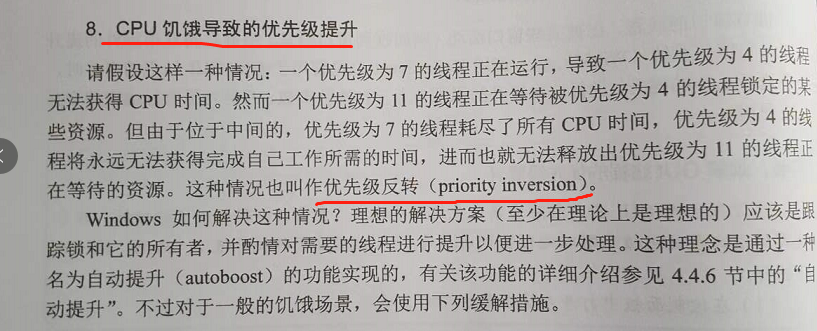 8. CPU 饥饿导致的优先级提升
请假设这样一种情况：一个优先级为 7 的线程正在运行，导致一个优先级为 4 的线程
无法获得 CPU 时间。然而一个优先级为 11 的线程正在等待被优先级为 4 的线程锁定的某
些资源。但由于位于中间的，优先级为 7 的线程耗尽了所有 CPU 时间，优先级为 4 的线
程将永远无法获得完成自己工作所需的时间，进而也就无法释放出优先级为 11 的线程正
在等待的资源。这种情况也叫作优先级反转（priority inversion）。
Windows 如何解决这种情况？理想的解决方案（至少在理论上是理想的）应该是跟
踪锁和它的所有者，并酌情对需要的线程进行提升以便进一步处理。这种理念是通过一种
名为自动提升（autoboost）的功能实现的，有关该功能的详细介绍参见 4.4.6 节中的“自
动提升”。不过对于一般的饥饿场景，会使用下列缓解措施。